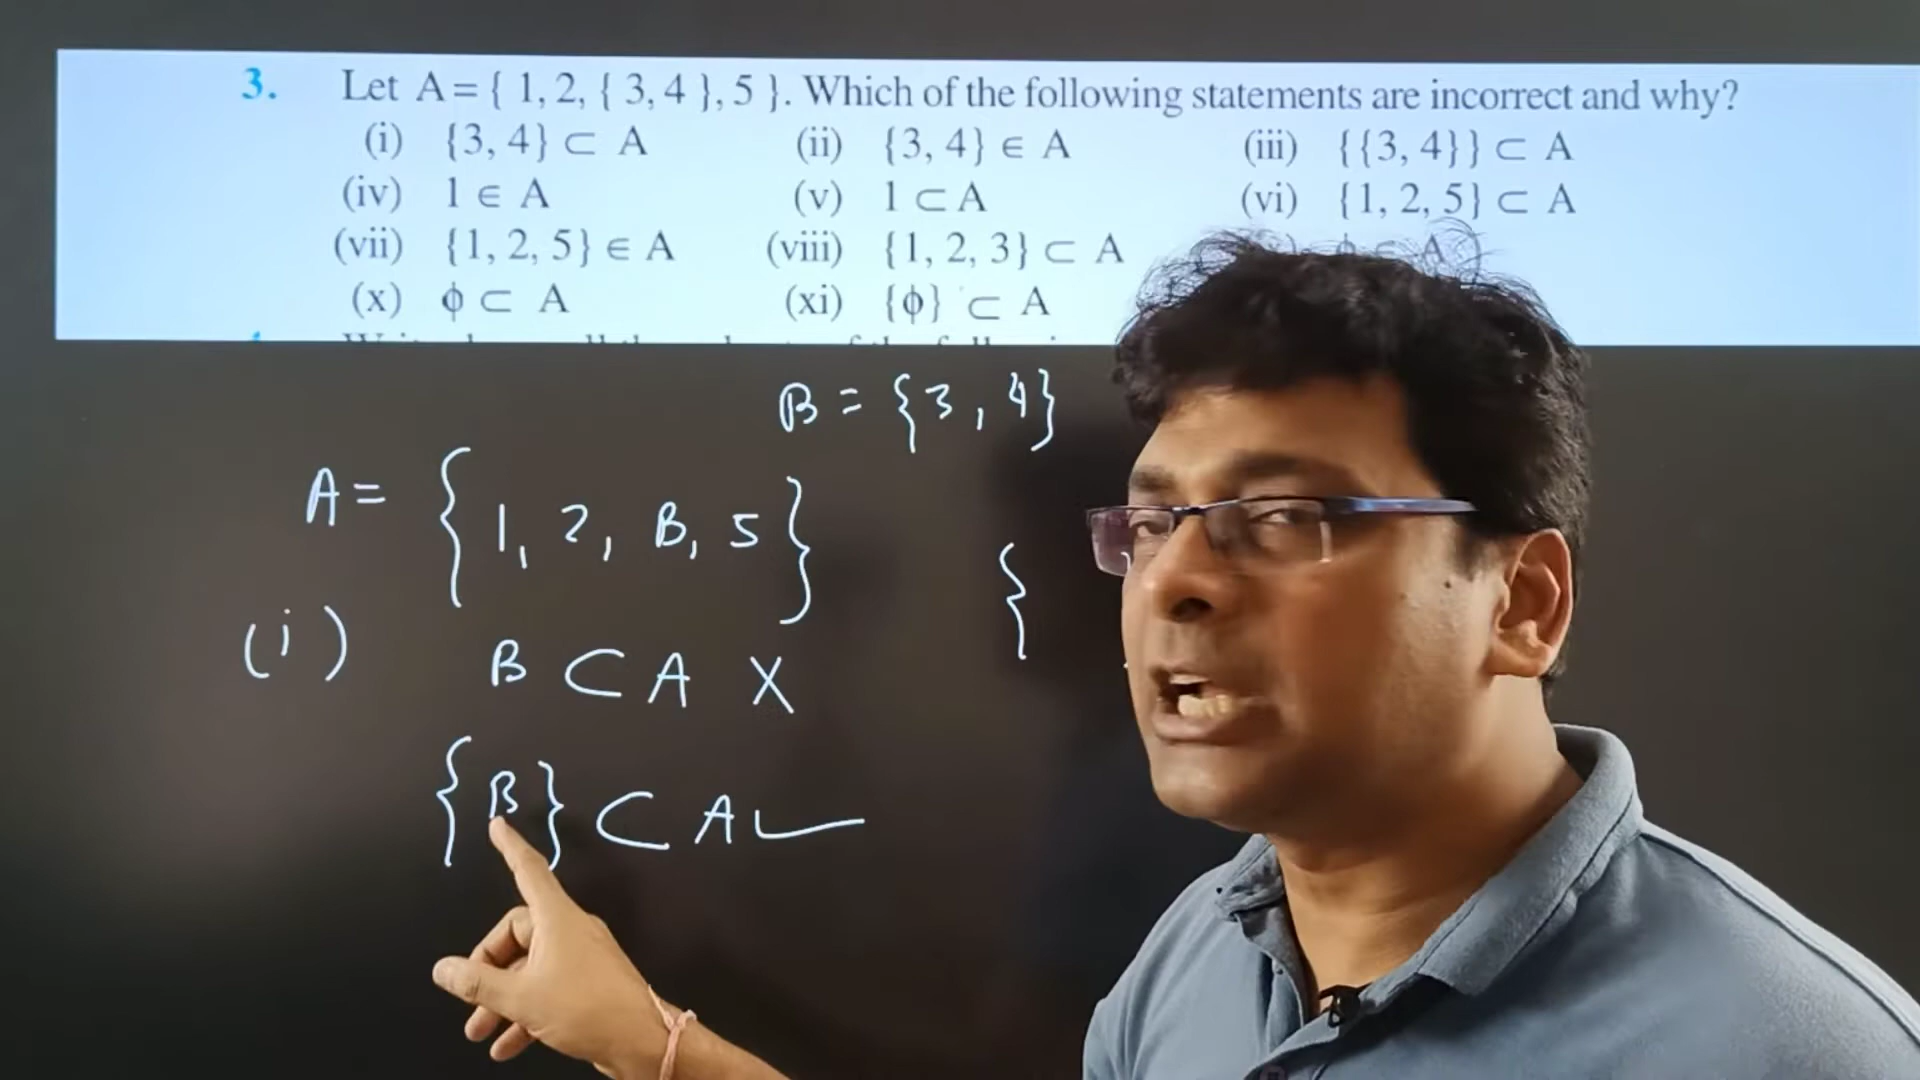 3. Let A = { 1, 2, { 3, 4 }, 5 }. Which of the following statements are incorrect and why?
(i) {3, 4} ⊂ A (ii) {3, 4} ∈ A (iii) {{3, 4}} ⊂ A
(iv) 1 ∈ A (v) 1 ⊂ A (vi) {1, 2, 5} ⊂ A
(vii) {1, 2, 5} ∈ A (viii) {1, 2, 3} ⊂ A
(x) ϕ ⊂ A (xi) {ϕ} ⊂ A
B = {3, 4}
A = {1, 2, B, 5}
{
(i) B ⊂ A X
{B} ⊂ A ✓